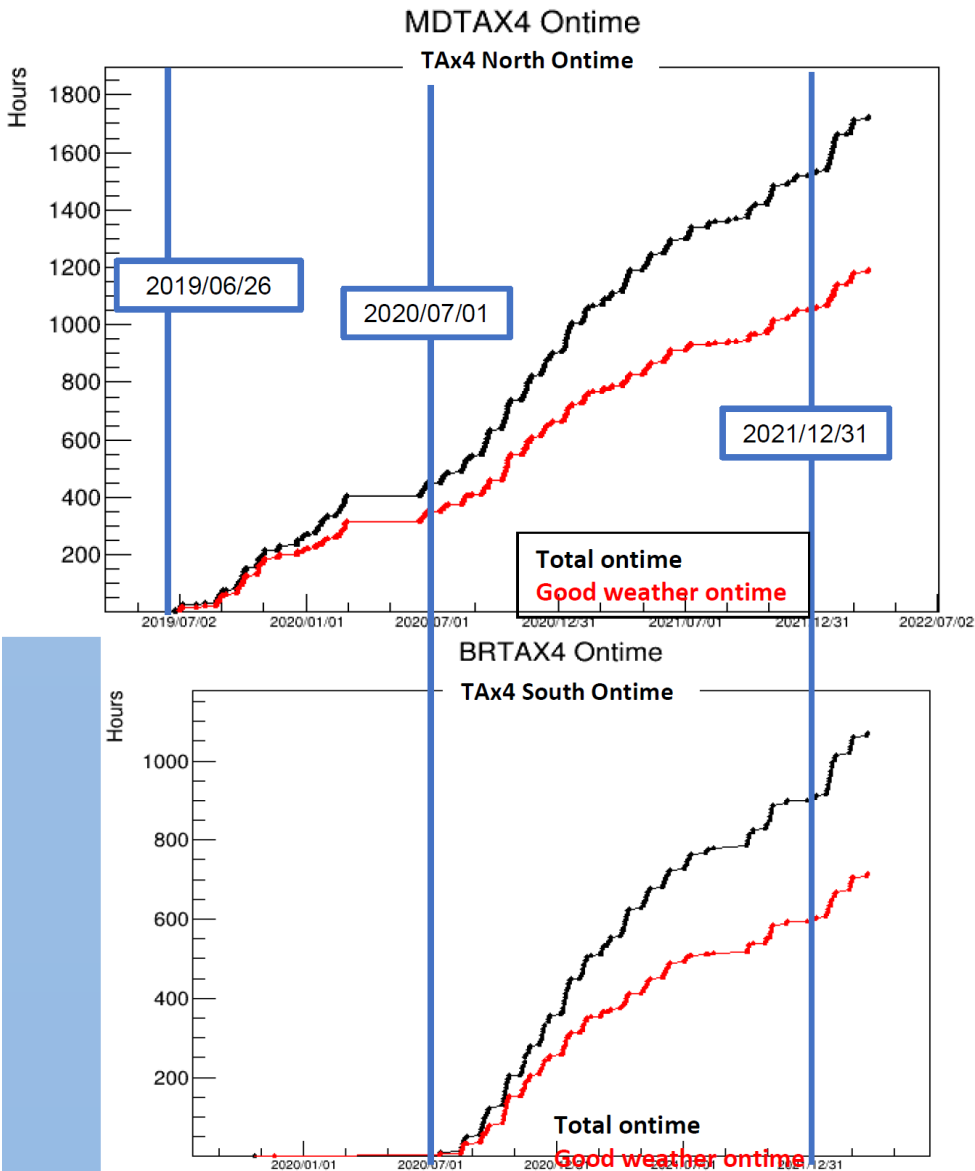 MDTAX4 Ontime
TAx4 North Ontime
Hours
1800
1600
1400
1200
1000
800
600
400
200
2019/06/26
2020/07/01
2021/12/31
Total ontime
Good weather ontime
2019/07/02 2020/01/01 2020/07/01 2020/12/31 2021/07/01 2021/12/31 2022/07/02
BRTAX4 Ontime
TAx4 South Ontime
Hours
1000
800
600
400
200
Total ontime
Good weather ontime
2020/01/01 2020/07/01 2020/12/31 2021/07/01 2021/12/31